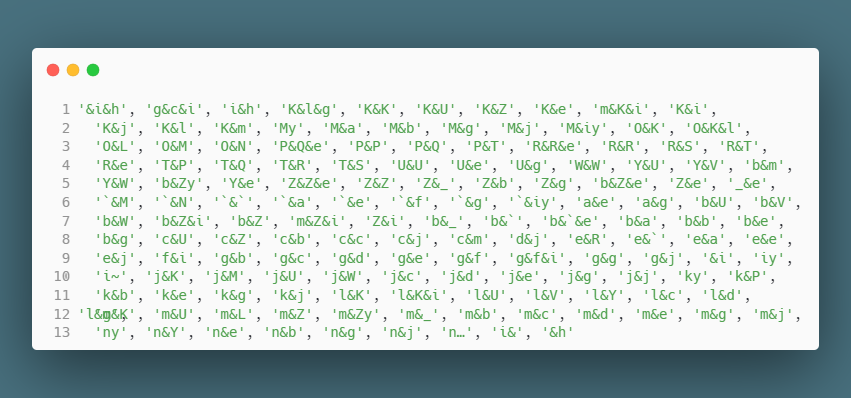 1 '&i&h', 'g&c&i', 'i&h', 'K&l&g', 'K&K', 'K&U', 'K&Z', 'K&e', 'm&K&i', 'K&i',
2 'K&j', 'K&l', 'K&m', 'My', 'M&a', 'M&b', 'M&g', 'M&j', 'M&iy', 'O&K', 'O&K&l',
3 'O&L', 'O&M', 'O&N', 'P&Q&e', 'P&P', 'P&Q', 'P&T', 'R&R&e', 'R&R', 'R&S', 'R&T',
4 'R&e', 'T&P', 'T&Q', 'T&R', 'T&S', 'U&U', 'U&e', 'U&g', 'W&W', 'Y&U', 'Y&V', 'b&m',
5 'Y&W', 'b&Zy', 'Y&e', 'Z&Z&e', 'Z&Z', 'Z&_', 'Z&b', 'Z&g', 'b&Z&e', 'Z&e', '_&e',
6 '`&M', '`&N', '`&`', '`&a', '`&e', '`&f', '`&g', '`&iy', 'a&e', 'a&g', 'b&U', 'b&V',
7 'b&W', 'b&Z&i', 'b&Z', 'm&Z&i', 'Z&i', 'b&_', 'b&`', 'b&`&e', 'b&a', 'b&b', 'b&e',
8 'b&g', 'c&U', 'c&Z', 'c&b', 'c&c', 'c&j', 'c&m', 'd&j', 'e&R', 'e&`', 'e&a', 'e&e',
9 'e&j', 'f&i', 'g&b', 'g&c', 'g&d', 'g&e', 'g&f', 'g&f&i', 'g&g', 'g&j', '&i', 'iy',
10 'i~', 'j&K', 'j&M', 'j&U', 'j&W', 'j&c', 'j&d', 'j&e', 'j&g', 'j&j', 'ky', 'k&P',
11 'k&b', 'k&e', 'k&g', 'k&j', 'l&K', 'l&K&i', 'l&U', 'l&V', 'l&Y', 'l&c', 'l&d',
12 'm&U', 'm&L', 'm&Z', 'm&Zy', 'm&_', 'm&b', 'm&c', 'm&d', 'm&e', 'm&g', 'm&j',
13 'ny', 'n&Y', 'n&e', 'n&b', 'n&g', 'n&j', 'n…', 'i&', '&h'